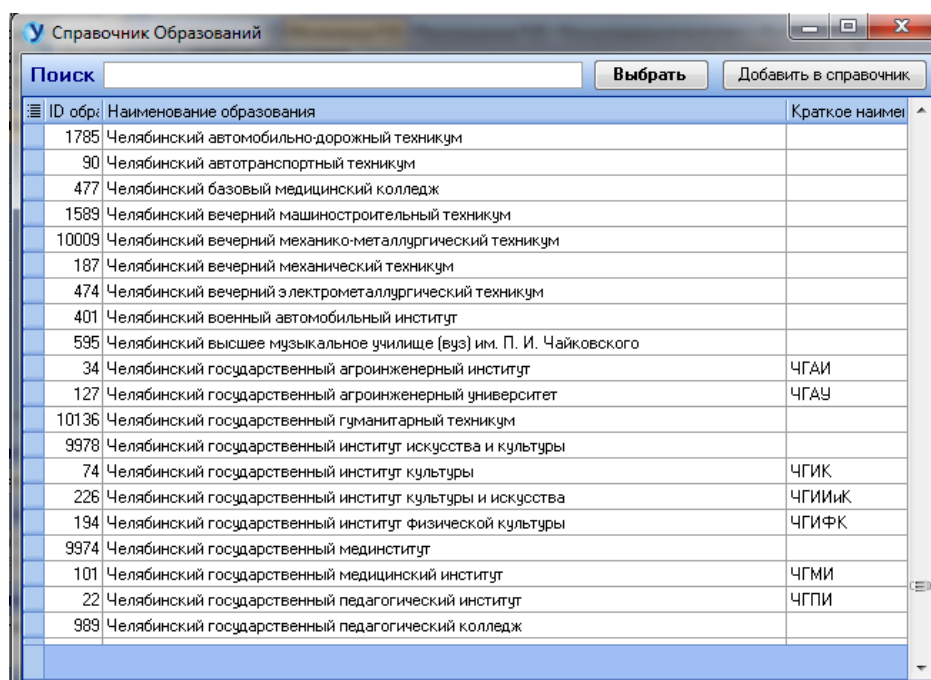 У Справочник Образований
Поиск Выбрать Добавить в справочник
ID обра Наименование образования Краткое наимен
1785 Челябинский автомобильно-дорожный техникум
90 Челябинский автотранспортный техникум
477 Челябинский базовый медицинский колледж
1589 Челябинский вечерний машиностроительный техникум
10009 Челябинский вечерний механико-металлургический техникум
187 Челябинский вечерний механический техникум
474 Челябинский вечерний электрометаллургический техникум
401 Челябинский военный автомобильный институт
595 Челябинский высшее музыкальное училище (вуз) им. П. И. Чайковского
34 Челябинский государственный агроинженерный институт ЧГАИ
127 Челябинский государственный агроинженерный университет ЧГАУ
10136 Челябинский государственный гуманитарный техникум
9978 Челябинский государственный институт искусства и культуры
74 Челябинский государственный институт культуры ЧГИК
226 Челябинский государственный институт культуры и искусства ЧГИИиК
194 Челябинский государственный институт физической культуры ЧГИФК
9974 Челябинский государственный мединститут
101 Челябинский государственный медицинский институт ЧГМИ
22 Челябинский государственный педагогический институт ЧГПИ
989 Челябинский государственный педагогический колледж